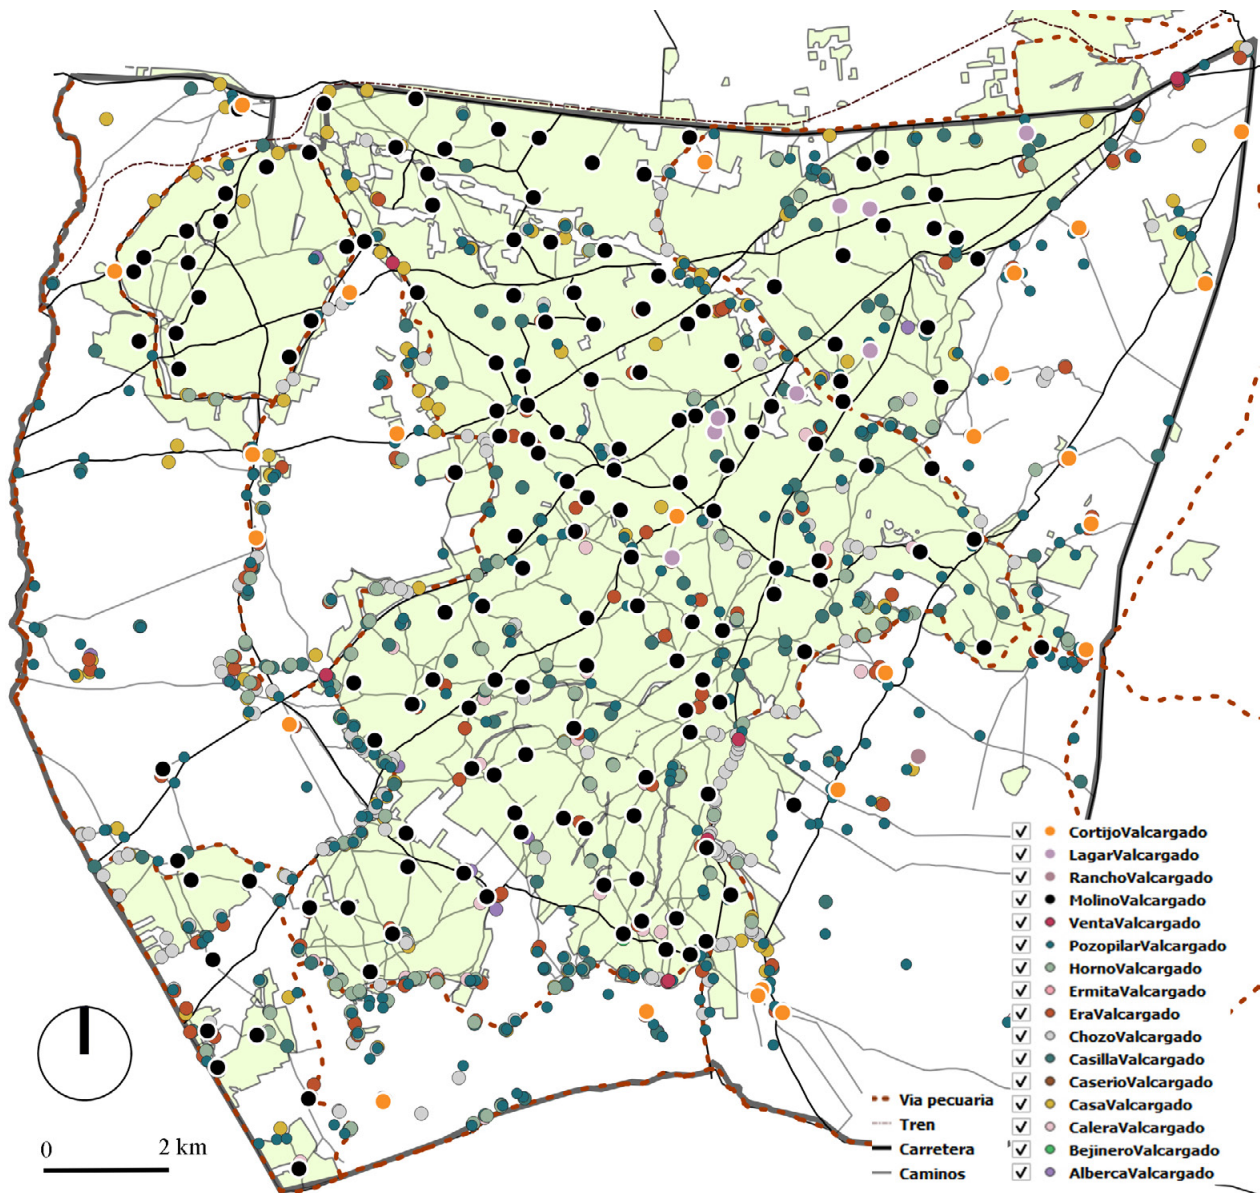 CortijoValcargado
LagarValcargado
RanchoValcargado
MolinoValcargado
VentaValcargado
PozopilarValcargado
HornoValcargado
ErmitaValcargado
EraValcargado
ChozoValcargado
CasillaValcargado
CaserioValcargado
CasaValcargado
CaleraValcargado
BejineroValcargado
AlbercaValcargado
Via pecuaria
Tren
Carretera
Caminos
0 2 km